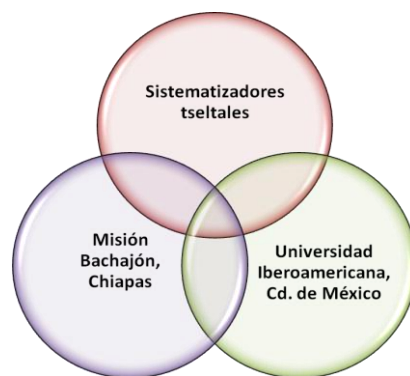 Sistematizadores
tseltales
Misión
Bachajón,
Chiapas
Universidad
Iberoamericana,
Cd. de México